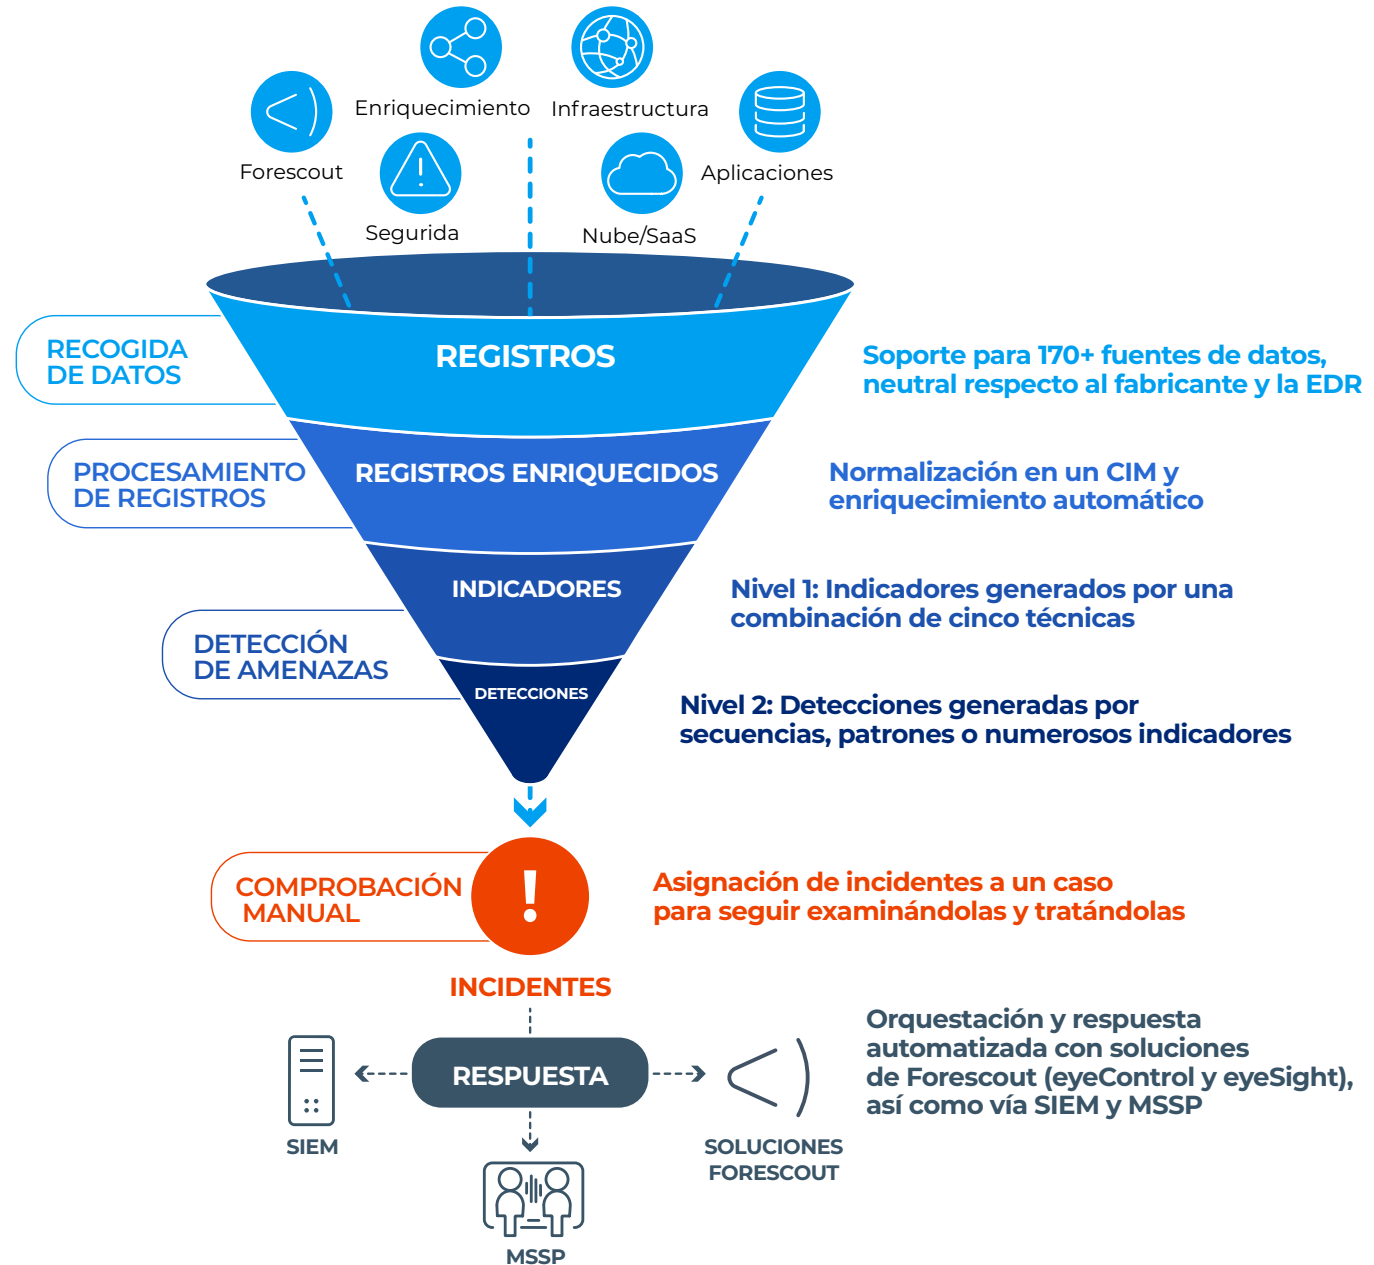 Enriquecimiento
Infraestructura
Forescout
Aplicaciones
Segurida
Nube/SaaS
RECOGIDA
DE DATOS
REGISTROS
Soporte para 170+ fuentes de datos,
neutral respecto al fabricante y la EDR
PROCESAMIENTO
DE REGISTROS
REGISTROS ENRIQUECIDOS
Normalización en un CIM y
enriquecimiento automático
INDICADORES
Nivel 1: Indicadores generados por una
combinación de cinco técnicas
DETECCIÓN
DE AMENAZAS
DETECCIONES
Nivel 2: Detecciones generadas por
secuencias, patrones o numerosos indicadores
COMPROBACIÓN
MANUAL
!
Asignación de incidentes a un caso
para seguir examinándolas y tratándolas
INCIDENTES
RESPUESTA
Orquestación y respuesta
automatizada con soluciones
de Forescout (eyeControl y eyeSight),
así como vía SIEM y MSSP
SIEM
SOLUCIONES
FORESCOUT
MSSP